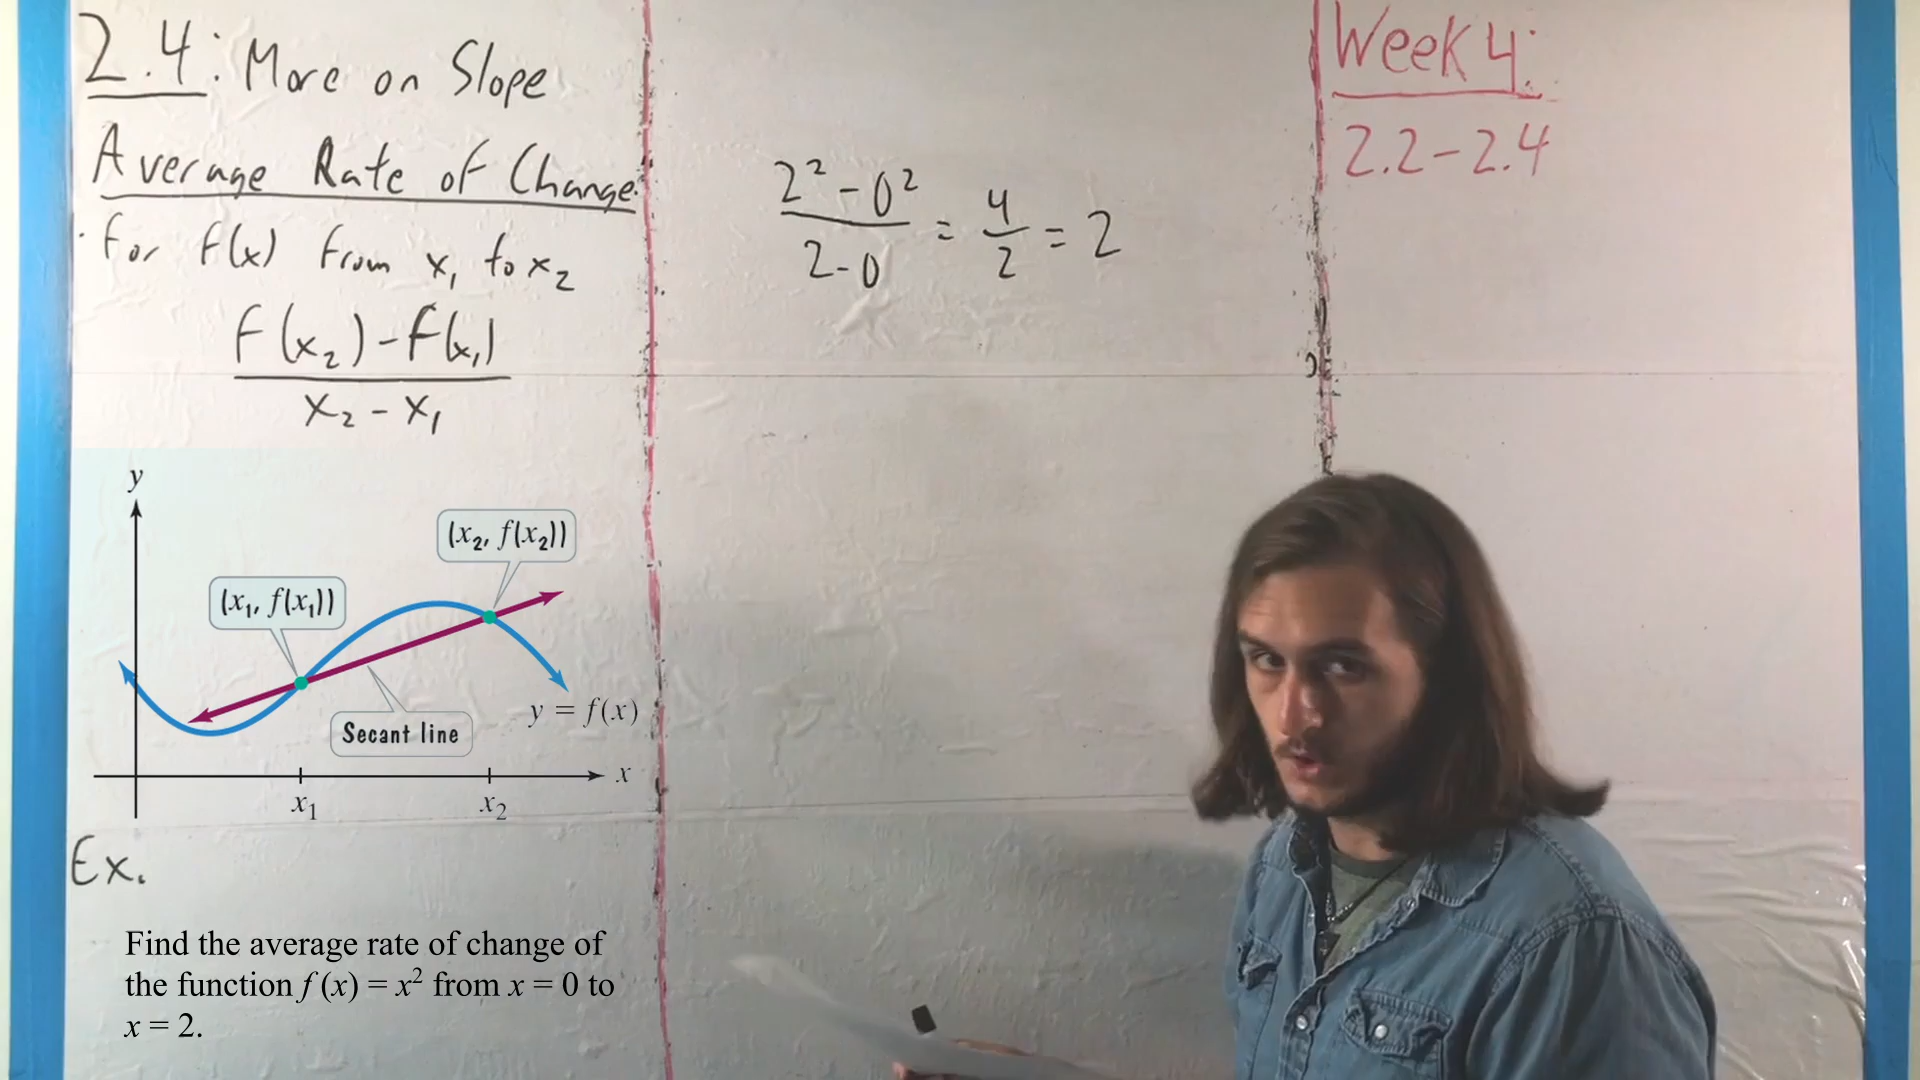 2.4: More on Slope
Average Rate of Change:
For f(x) from x₁ to x₂
f(x₂)-f(x₁)
x₂ - x₁
y
(x₂, f(x₂))
(x₁, f(x₁))
y = f(x)
Secant line
x
x₁ x₂
Ex.
Find the average rate of change of
the function f (x) = x² from x = 0 to
x = 2.
2² - 0²
2-0
= 4/2 = 2
Week 4:
2.2-2.4